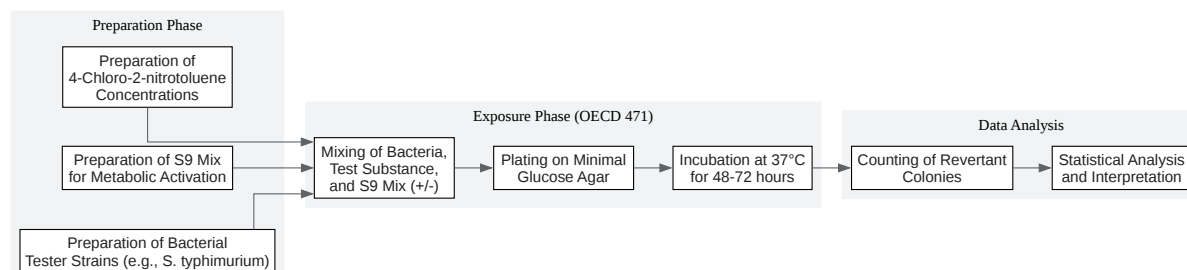 Preparation Phase
Preparation of
4-Chloro-2-nitrotoluene
Concentrations
Preparation of S9 Mix
for Metabolic Activation
Preparation of Bacterial
Tester Strains (e.g., S. typhimurium)
Exposure Phase (OECD 471)
Mixing of Bacteria,
Test Substance,
and S9 Mix (+/-)
Plating on Minimal
Glucose Agar
Incubation at 37°C
for 48-72 hours
Data Analysis
Counting of Revertant
Colonies
Statistical Analysis
and Interpretation